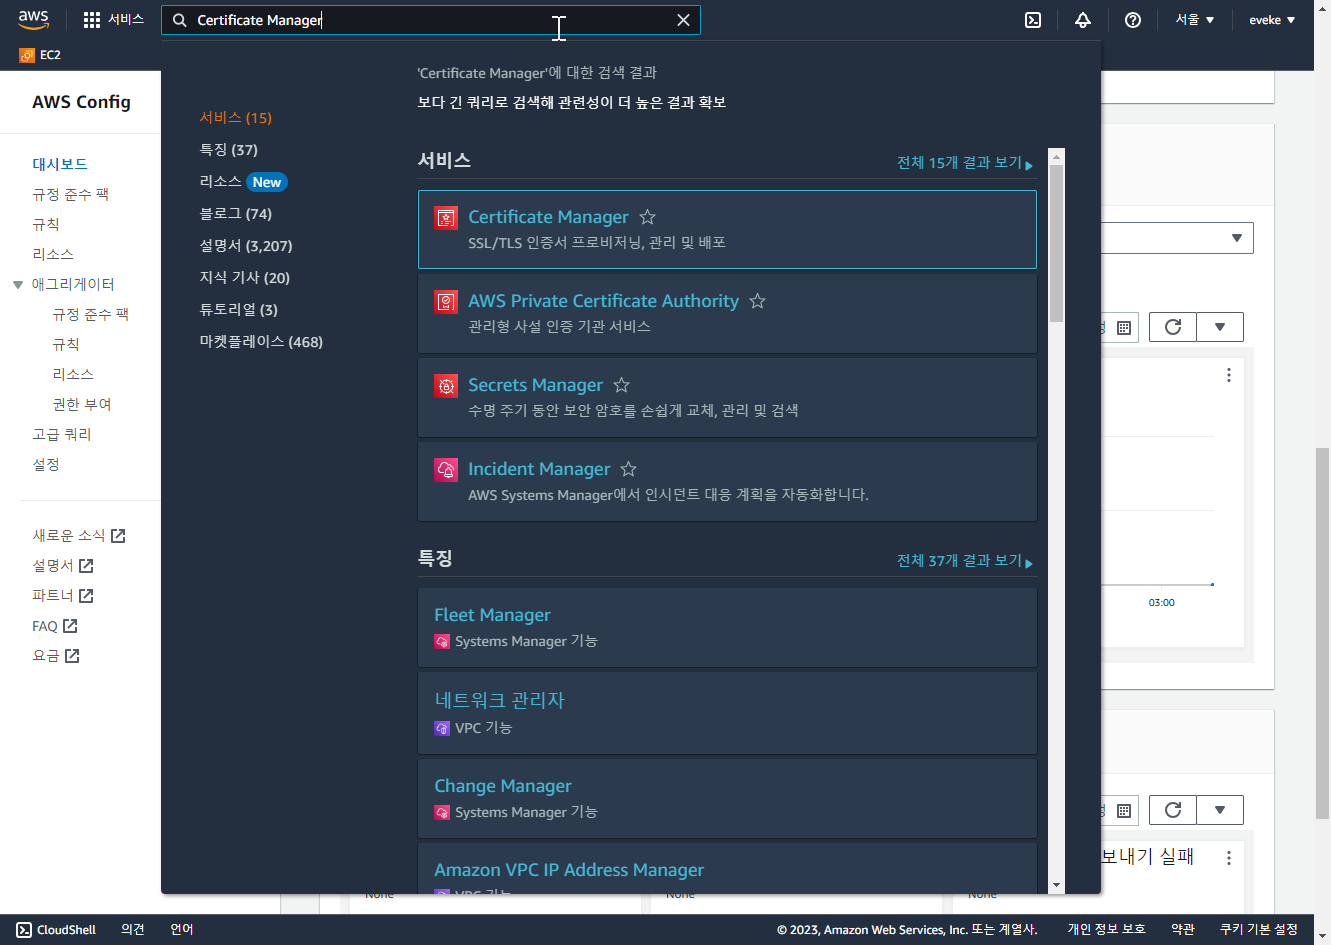 aws
서비스
Certificate Manager
서울
eveke
EC2
AWS Config
대시보드
규정 준수 팩
규칙
리소스
애그리게이터
규정 준수 팩
규칙
리소스
권한 부여
고급 쿼리
설정
새로운 소식
설명서
파트너
FAQ
요금
'Certificate Manager'에 대한 검색 결과
보다 긴 쿼리로 검색해 관련성이 더 높은 결과 확보
서비스 (15)
특징 (37)
리소스 New
블로그 (74)
설명서 (3,207)
지식 기사 (20)
튜토리얼 (3)
마켓플레이스 (468)
서비스
전체 15개 결과 보기
Certificate Manager
SSL/TLS 인증서 프로비저닝, 관리 및 배포
AWS Private Certificate Authority
관리형 사설 인증 기관 서비스
Secrets Manager
수명 주기 동안 보안 암호를 손쉽게 교체, 관리 및 검색
Incident Manager
AWS Systems Manager에서 인시던트 대응 계획을 자동화합니다.
특징
전체 37개 결과 보기
Fleet Manager
Systems Manager 기능
네트워크 관리자
VPC 기능
Change Manager
Systems Manager 기능
Amazon VPC IP Address Manager
VPC 기능
03:00
보내기 실패
None
None
None
CloudShell
의견
언어
© 2023, Amazon Web Services, Inc. 또는 계열사.
개인 정보 보호
약관
쿠키 기본 설정